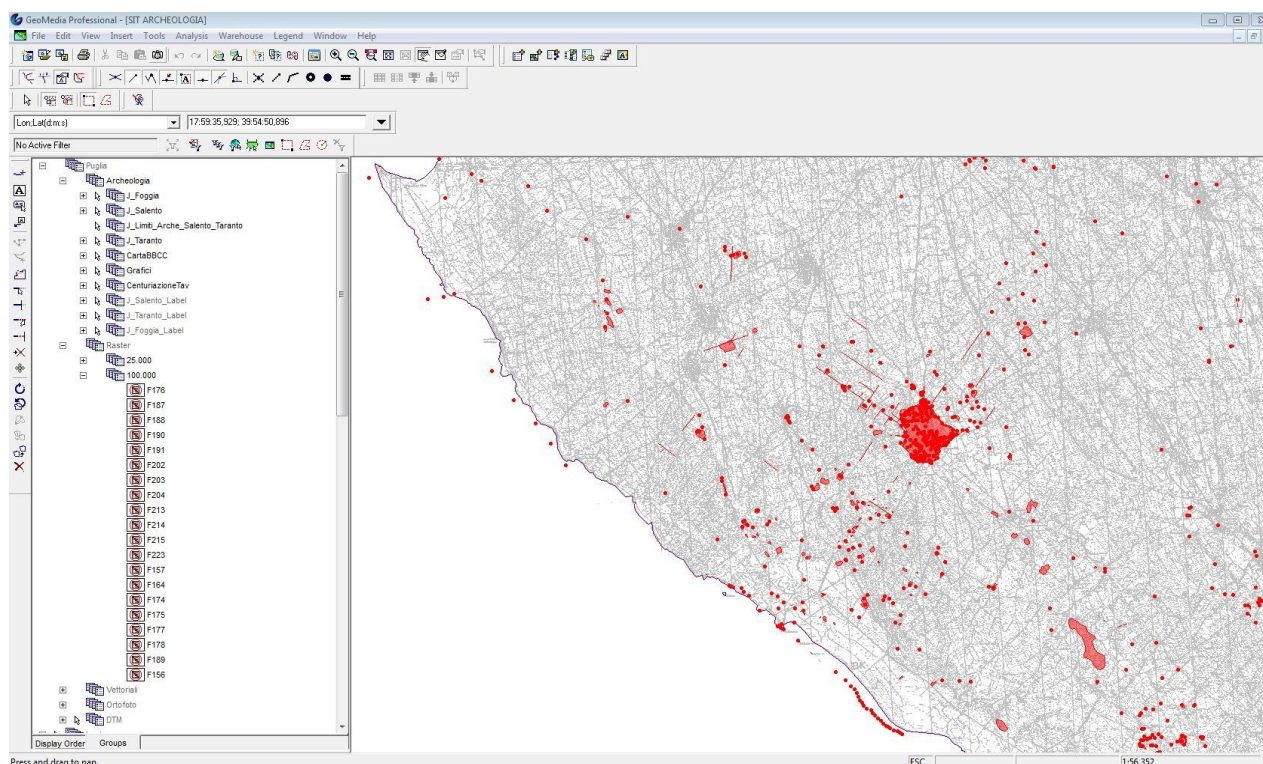 GeoMedia Professional - [SIT ARCHEOLOGIA]
File Edit View Insert Tools Analysis Warehouse Legend Window Help
Lon;Lat(d:m:s) 17:59:35,929; 39:54:50,896
No Active Filter
Puglia
Archeologia
J_Foggia
J_Salento
J_Limiti_Arche_Salento_Taranto
J_Taranto
CartaBBCC
Grafici
CenturiazioneTav
J_Salento_Label
J_Taranto_Label
J_Foggia_Label
Raster
25.000
100.000
F176
F187
F188
F190
F191
F202
F203
F204
F213
F214
F215
F223
F157
F164
F174
F175
F177
F178
F189
F156
Vettoriali
Ortofoto
DTM
Display Order Groups
Press and drag to pan. ESC 1:56.352